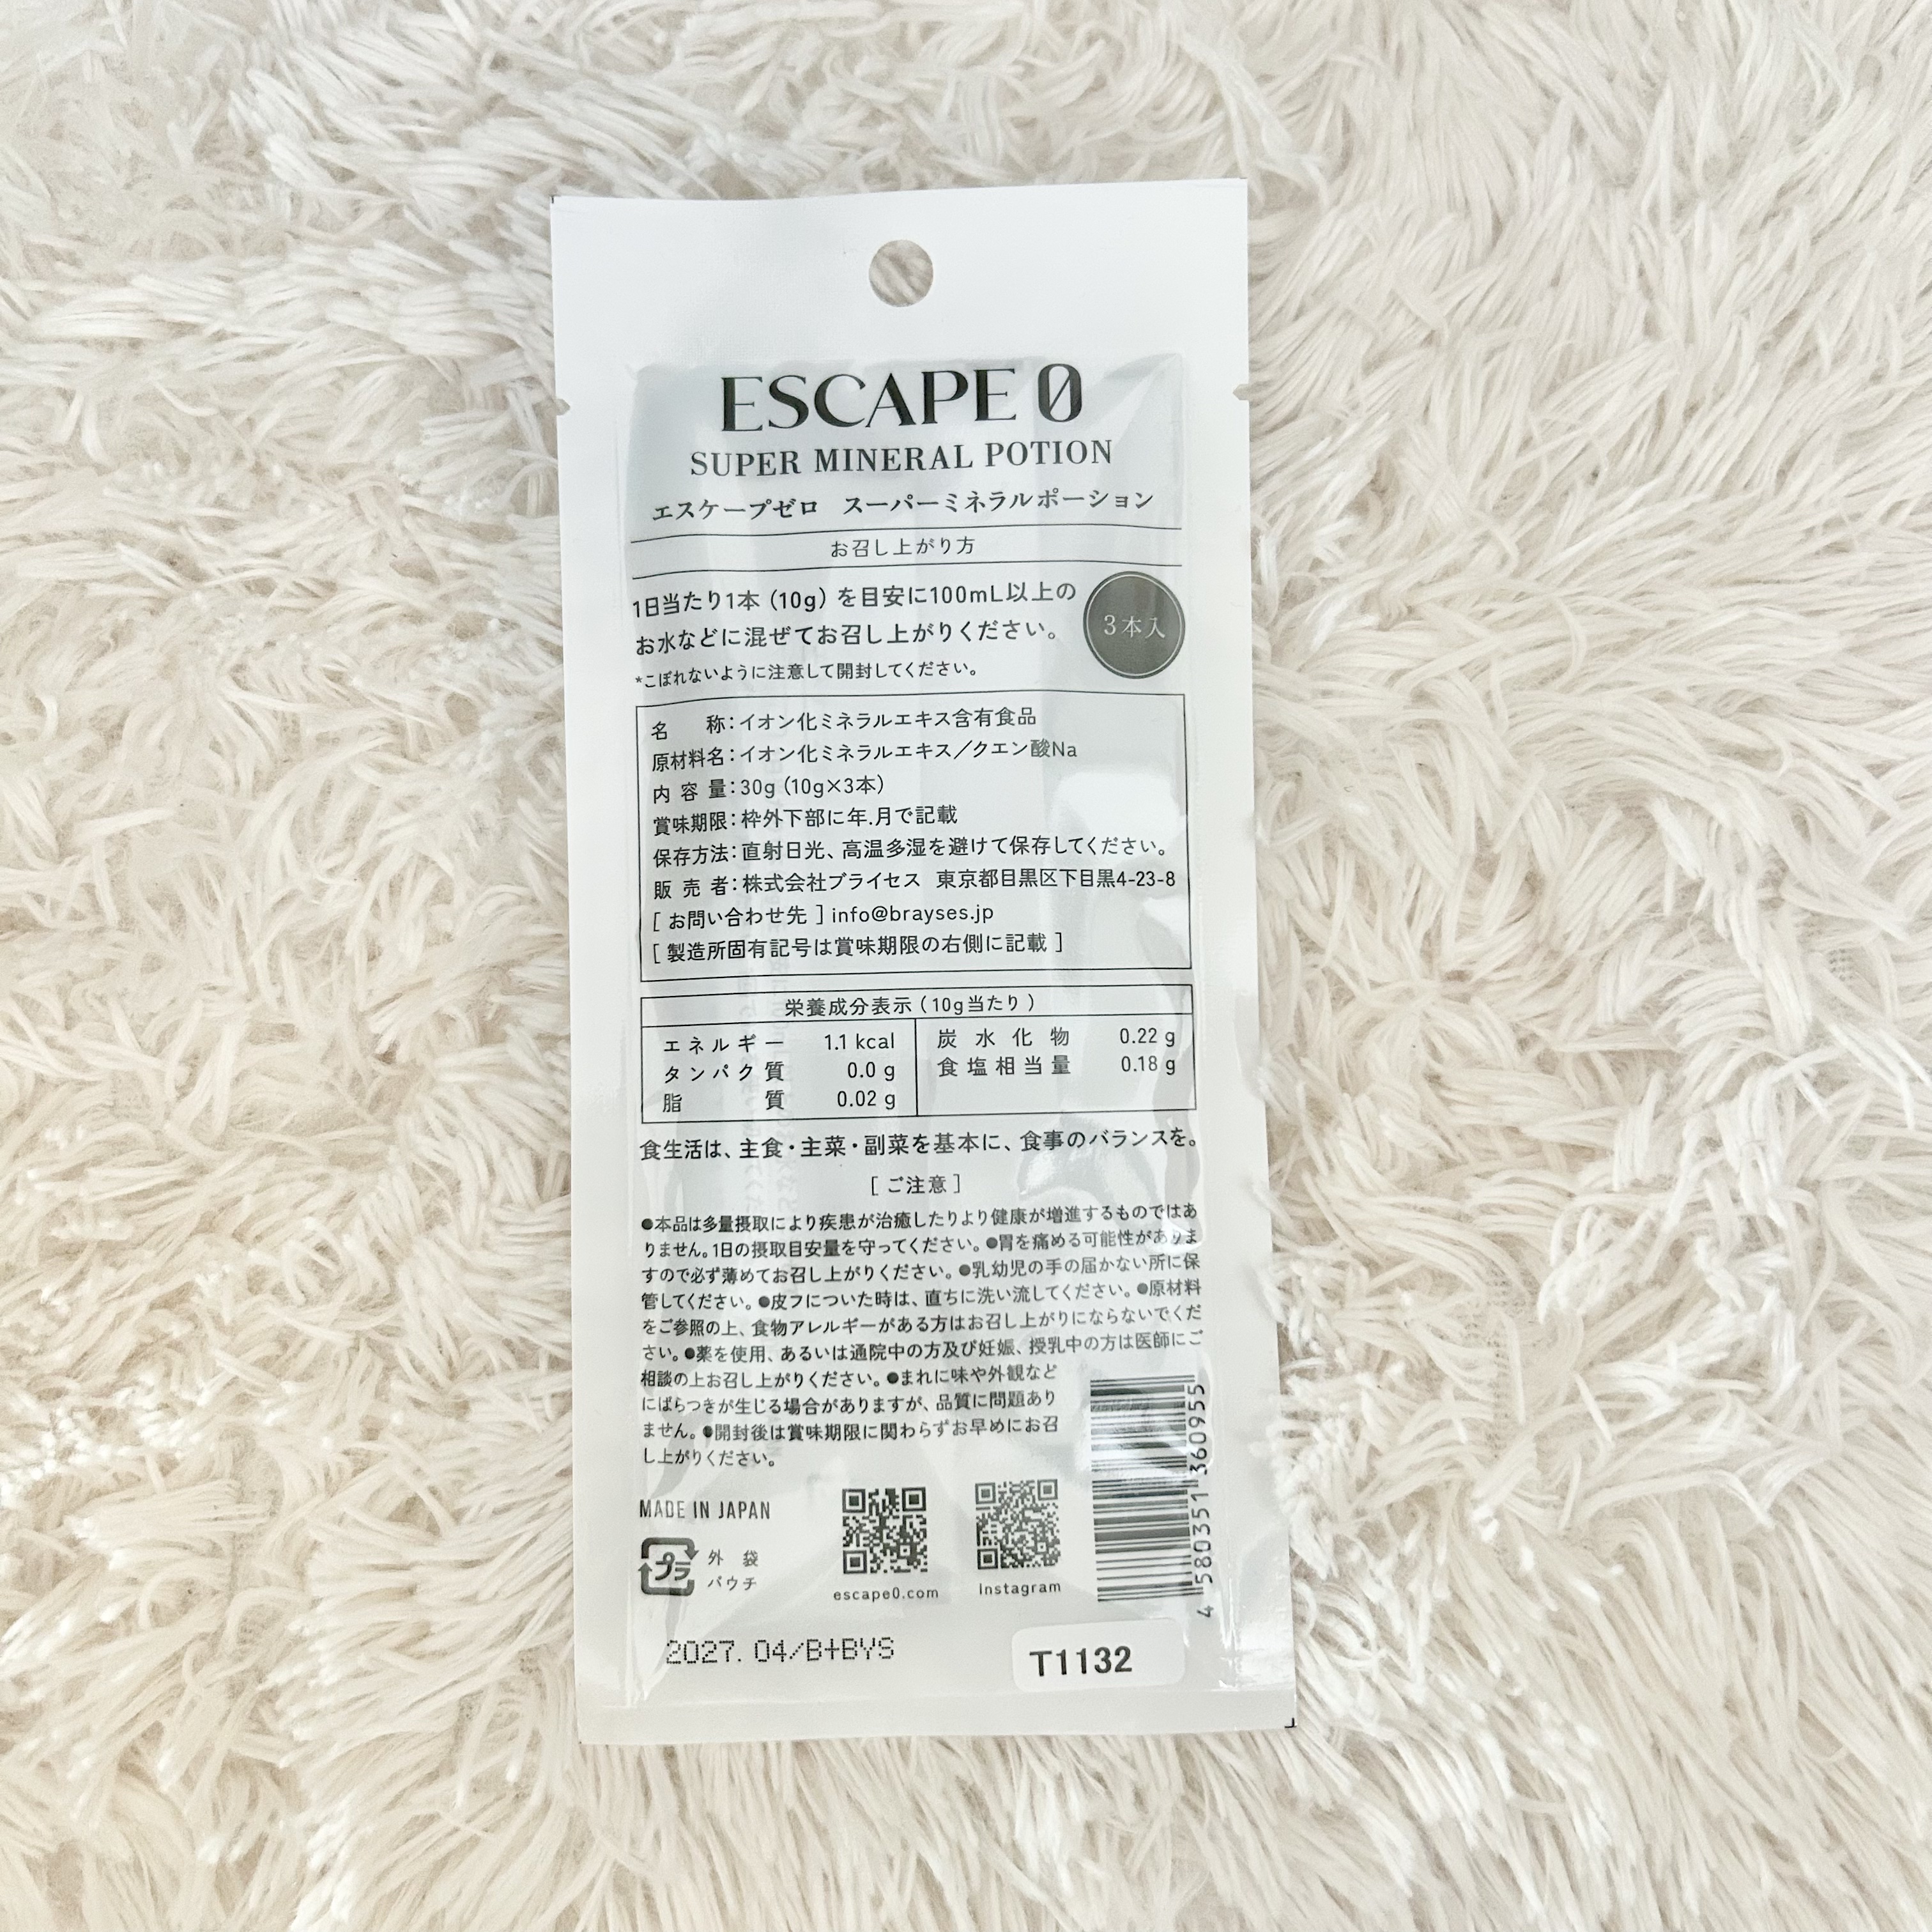 ESCAPE 0
SUPER MINERAL POTION
エスケープゼロ スーパーミネラルポーション
お召し上がり方
1日当たり1本（10g）を目安に100mL以上の
お水などに混ぜてお召し上がりください。
*こぼれないように注意して開封してください。
3本入
名称：イオン化ミネラルエキス含有食品
原材料名：イオン化ミネラルエキス／クエン酸Na
内容量：30g（10g×3本）
賞味期限：枠外下部に年.月で記載
保存方法：直射日光、高温多湿を避けて保存してください。
販売者：株式会社ブライセス 東京都目黒区下目黒4-23-8
［お問い合わせ先］info@brayses.jp
［製造所固有記号は賞味期限の右側に記載］
栄養成分表示（10g当たり）
エネルギー 1.1 kcal
タンパク質 0.0 g
脂質 0.02 g
炭水化物 0.22 g
食塩相当量 0.18 g
食生活は、主食・主菜・副菜を基本に、食事のバランスを。
［ご注意］
●本品は多量摂取により疾患が治癒したりより健康が増進するものではあ
りません。1日の摂取目安量を守ってください。●胃を痛める可能性がありま
すので必ず薄めてお召し上がりください。●乳幼児の手の届かない所に保
管してください。●皮フについた時は、直ちに洗い流してください。●原材料
をご参照の上、食物アレルギーがある方はお召し上がりにならないでくだ
さい。●薬を使用、あるいは通院中の方及び妊娠、授乳中の方は医師にご
相談の上お召し上がりください。●まれに味や外観など
にばらつきが生じる場合がありますが、品質に問題あり
ません。●開封後は賞味期限に関わらずお早めにお召
し上がりください。
MADE IN JAPAN
プラ
外袋
パウチ
escape0.com
instagram
4 580351 360955
2027. 04/B+BYS
T1132